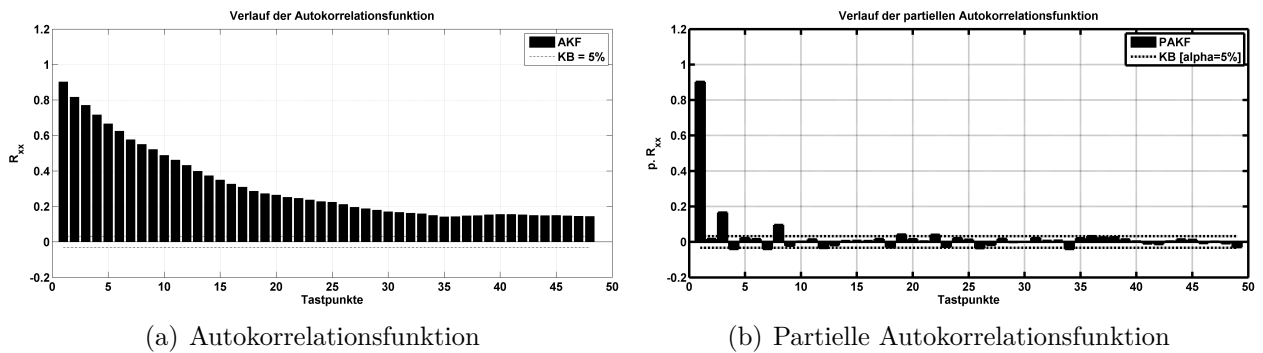 Verlauf der Autokorrelationsfunktion
1.2
1
0.8
0.6
0.4
0.2
0
-0.2
R_xx
AKF
KB = 5%
0 5 10 15 20 25 30 35 40 45 50
Tastpunkte
(a) Autokorrelationsfunktion
Verlauf der partiellen Autokorrelationsfunktion
1.2
1
0.8
0.6
0.4
0.2
0
-0.2
p. R_xx
PAKF
KB [alpha=5%]
0 5 10 15 20 25 30 35 40 45 50
Tastpunkte
(b) Partielle Autokorrelationsfunktion